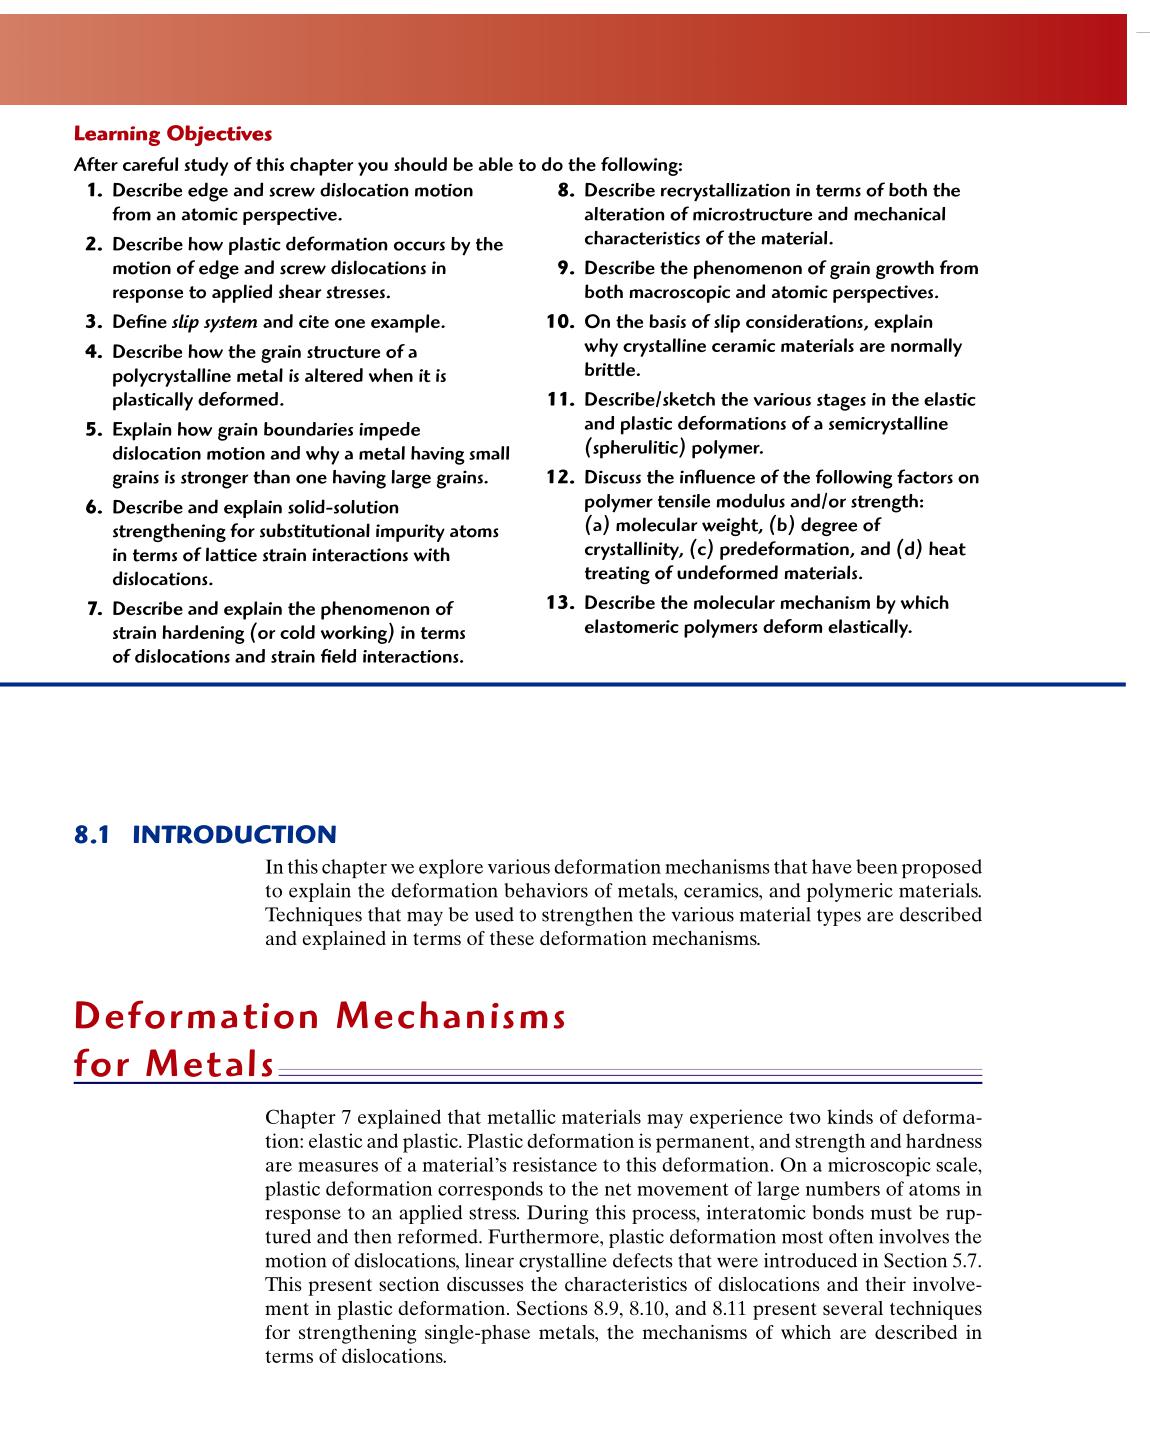 Learning Objectives
After careful study of this chapter you should be able to do the following:
1. Describe edge and screw dislocation motion
from an atomic perspective.
2. Describe how plastic deformation occurs by the
motion of edge and screw dislocations in
response to applied shear stresses.
3. Define slip system and cite one example.
4. Describe how the grain structure of a
polycrystalline metal is altered when it is
plastically deformed.
5. Explain how grain boundaries impede
dislocation motion and why a metal having small
grains is stronger than one having large grains.
6. Describe and explain solid-solution
strengthening for substitutional impurity atoms
in terms of lattice strain interactions with
dislocations.
7. Describe and explain the phenomenon of
strain hardening (or cold working) in terms
of dislocations and strain field interactions.
8. Describe recrystallization in terms of both the
alteration of microstructure and mechanical
characteristics of the material.
9. Describe the phenomenon of grain growth from
both macroscopic and atomic perspectives.
10. On the basis of slip considerations, explain
why crystalline ceramic materials are normally
brittle.
11. Describe/sketch the various stages in the elastic
and plastic deformations of a semicrystalline
(spherulitic) polymer.
12. Discuss the influence of the following factors on
polymer tensile modulus and/or strength:
(a) molecular weight, (b) degree of
crystallinity, (c) predeformation, and (d) heat
treating of undeformed materials.
13. Describe the molecular mechanism by which
elastomeric polymers deform elastically.
8.1 INTRODUCTION
In this chapter we explore various deformation mechanisms that have been proposed
to explain the deformation behaviors of metals, ceramics, and polymeric materials.
Techniques that may be used to strengthen the various material types are described
and explained in terms of these deformation mechanisms.
Deformation Mechanisms
for Metals
Chapter 7 explained that metallic materials may experience two kinds of deforma-
tion: elastic and plastic. Plastic deformation is permanent, and strength and hardness
are measures of a material's resistance to this deformation. On a microscopic scale,
plastic deformation corresponds to the net movement of large numbers of atoms in
response to an applied stress. During this process, interatomic bonds must be rup-
tured and then reformed. Furthermore, plastic deformation most often involves the
motion of dislocations, linear crystalline defects that were introduced in Section 5.7.
This present section discusses the characteristics of dislocations and their involve-
ment in plastic deformation. Sections 8.9, 8.10, and 8.11 present several techniques
for strengthening single-phase metals, the mechanisms of which are described in
terms of dislocations.